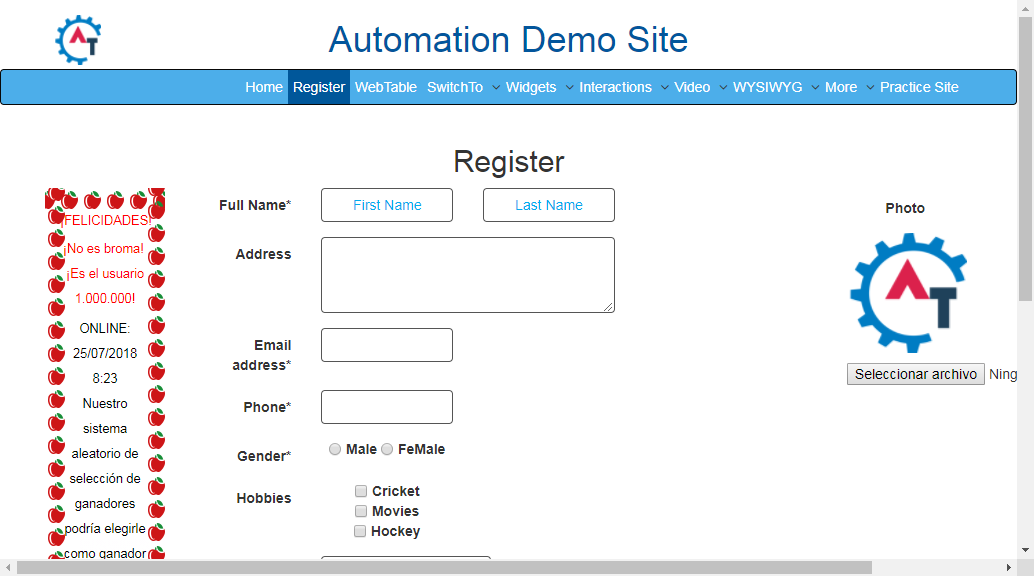 AT
Automation Demo Site
Home Register WebTable SwitchTo Widgets Interactions Video WYSIWYG More Practice Site
Register
¡FELICIDADES!
¡No es broma!
¡Es el usuario
1.000.000!
ONLINE:
25/07/2018
8:23
Nuestro
sistema
aleatorio de
selección de
ganadores
podría elegirle
como ganador
Full Name*
First Name
Last Name
Address
Email
address*
Phone*
Gender*
Male FeMale
Hobbies
Cricket
Movies
Hockey
Photo
AT
Seleccionar archivo Ning